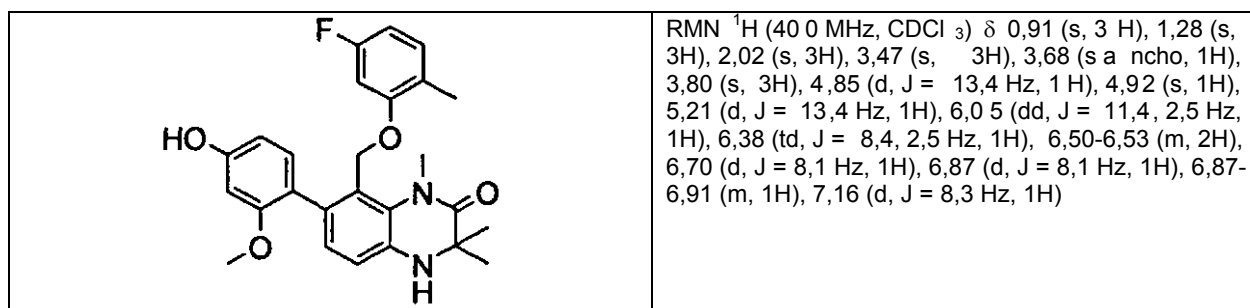 F
HO
O
N
O
O
N
H
RMN ¹H (40 0 MHz, CDCl ₃) δ 0,91 (s, 3 H), 1,28 (s,
3H), 2,02 (s, 3H), 3,47 (s, 3H), 3,68 (s a ncho, 1H),
3,80 (s, 3H), 4,85 (d, J = 13,4 Hz, 1 H), 4,92 (s, 1H),
5,21 (d, J = 13,4 Hz, 1H), 6,0 5 (dd, J = 11,4, 2,5 Hz,
1H), 6,38 (td, J = 8,4, 2,5 Hz, 1H), 6,50-6,53 (m, 2H),
6,70 (d, J = 8,1 Hz, 1H), 6,87 (d, J = 8,1 Hz, 1H), 6,87-
6,91 (m, 1H), 7,16 (d, J = 8,3 Hz, 1H)